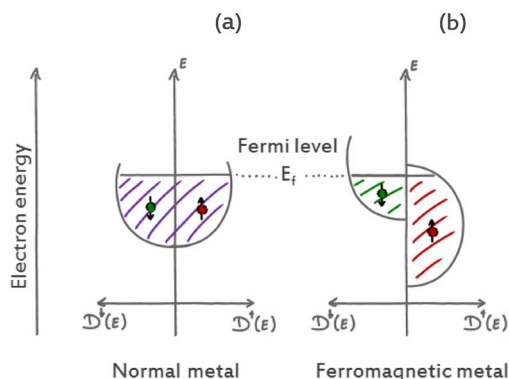 (a)
(b)
E
E
Electron energy
Fermi level
E_f
D↓(E)
D↑(E)
D↓(E)
D↑(E)
Normal metal
Ferromagnetic metal